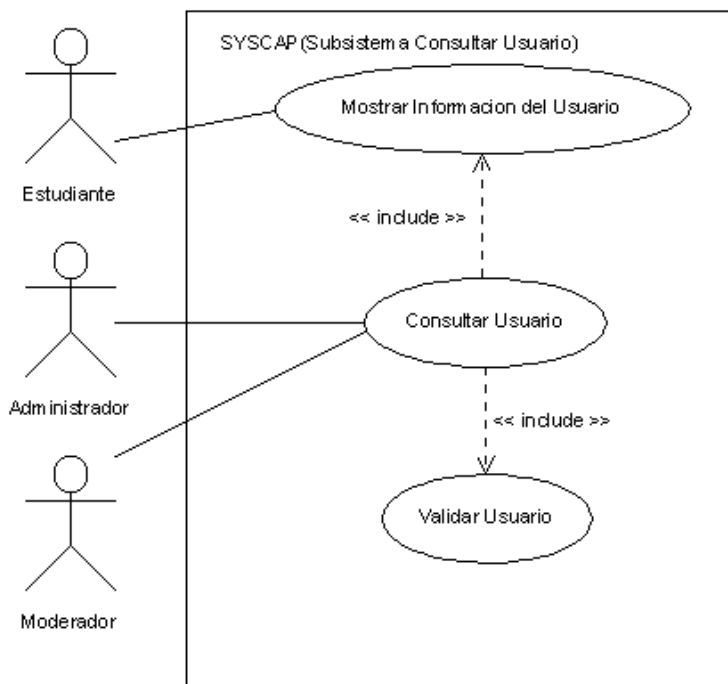 SYSCAP(Subsistema Consultar Usuario)
Mostrar Informacion del Usuario
Estudiante
<< include >>
Consultar Usuario
Administrador
<< include >>
Validar Usuario
Moderador